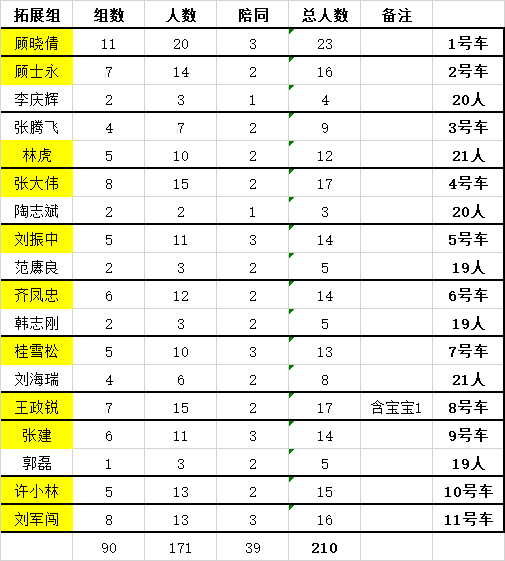 拓展组 组数 人数 陪同 总人数 备注
顾晓倩 11 20 3 23 1号车
顾士永 7 14 2 16 2号车
李庆辉 2 3 1 4 20人
张腾飞 4 7 2 9 3号车
林虎 5 10 2 12 21人
张大伟 8 15 2 17 4号车
陶志斌 2 2 1 3 20人
刘振中 5 11 3 14 5号车
范赓良 2 3 2 5 19人
齐凤忠 6 12 2 14 6号车
韩志刚 2 3 2 5 19人
桂雪松 5 10 3 13 7号车
刘海瑞 4 6 2 8 21人
王政锐 7 15 2 17 含宝宝1 8号车
张建 6 11 3 14 9号车
郭磊 1 3 2 5 19人
许小林 5 13 2 15 10号车
刘军闯 8 13 3 16 11号车
90 171 39 210